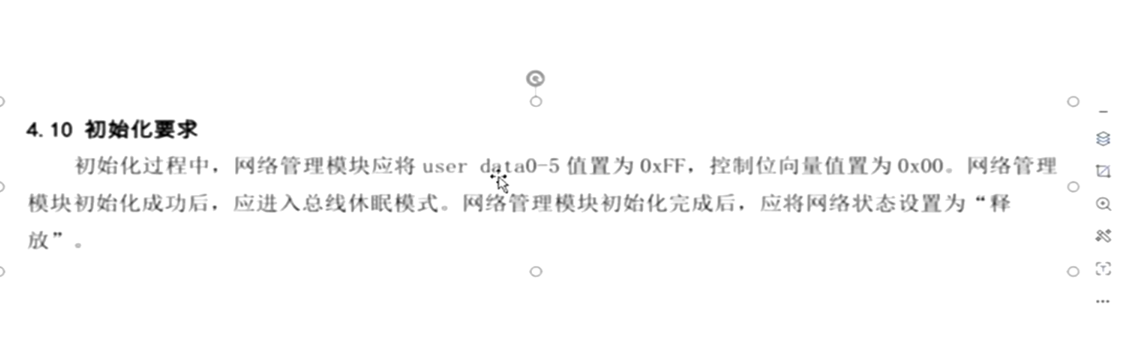 4.10 初始化要求
初始化过程中，网络管理模块应将 user data0-5 值置为 0xFF，控制位向量值置为 0x00。网络管理
模块初始化成功后，应进入总线休眠模式。网络管理模块初始化完成后，应将网络状态设置为“释
放”。